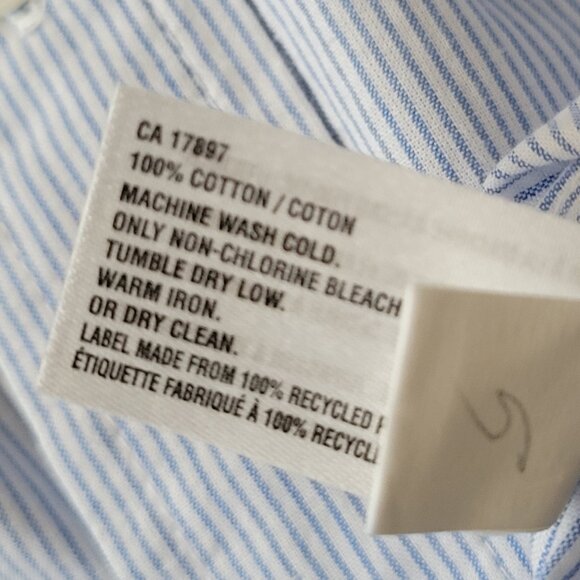 CA 17897
100% COTTON / COTON
MACHINE WASH COLD.
ONLY NON-CHLORINE BLEACH
TUMBLE DRY LOW.
WARM IRON.
OR DRY CLEAN.
LABEL MADE FROM 100% RECYCLED
ÉTIQUETTE FABRIQUÉ À 100%